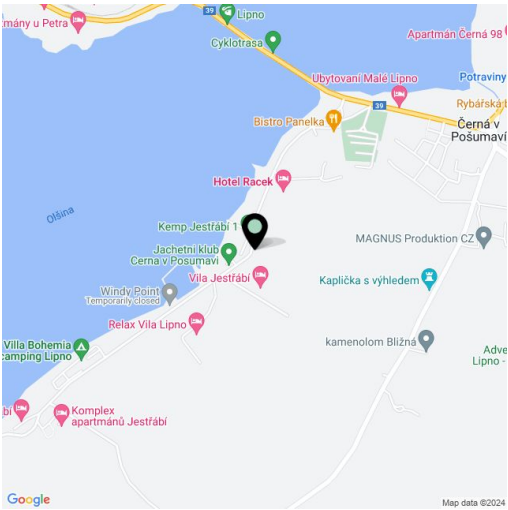 39
Lipno
mány u Petra
Cyklotrasa
Apartmán Černá 98
Ubytovaní Malé Lipno
Potraviny
39
Rybářská b
Bistro Panelka
Černá v
Pošumaví
Hotel Racek
Olšina
Kemp Jestřábí 1
MAGNUS Produktion CZ
Jachetní klub
Cerna v Posumavi
Vila Jestřábí
Kaplička s výhledem
Windy Point
Temporarily closed
Relax Vila Lipno
Villa Bohemia
camping Lipno
kamenolom Bližná
Adve
Lipno -
bí
Komplex
apartmánů Jestřábí
Google
Map data ©2024